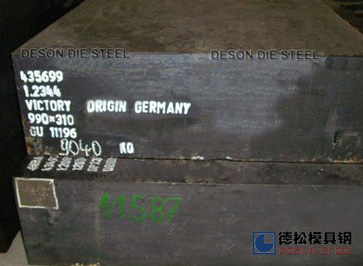 DESON DIE STEEL DESON DIE STEEL
435699
1.2344
VICTORY ORIGIN GERMANY
990×310
GU 11196
9040 KG
41587
德松模具钢